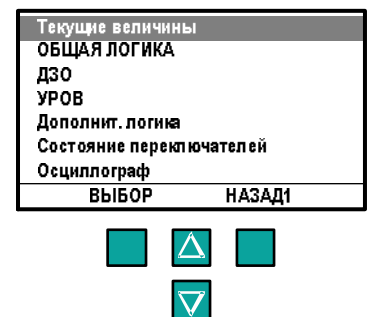 Текущие величины
ОБЩАЯ ЛОГИКА
ДЗО
УРОВ
Дополнит. логика
Состояние переключателей
Осциллограф
ВЫБОР НАЗАД1